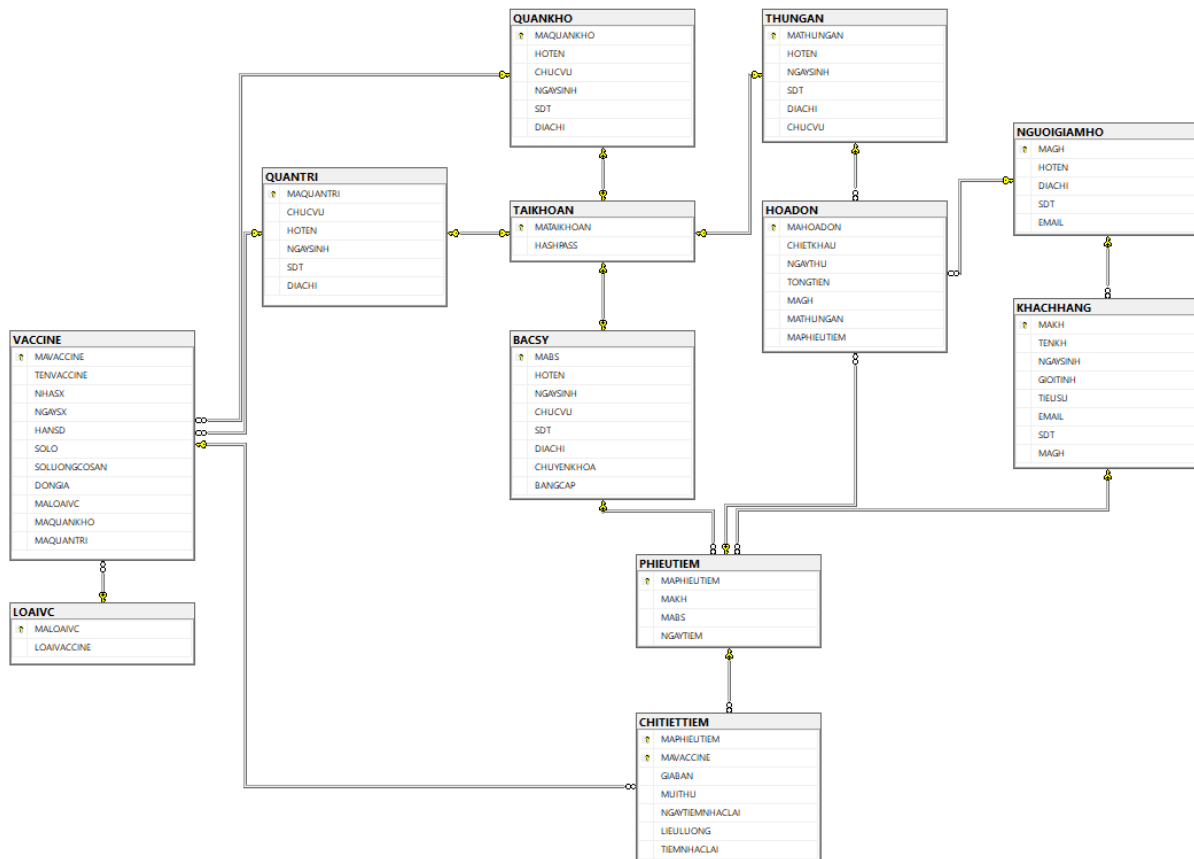 QUANKHO
MAQUANKHO
HOTEN
CHUCVU
NGAYSINH
SDT
DIACHI
THUNGAN
MATHUNGAN
HOTEN
NGAYSINH
SDT
DIACHI
CHUCVU
NGUOIGIAMHO
MAGH
HOTEN
DIACHI
SDT
EMAIL
QUANTRI
MAQUANTRI
CHUCVU
HOTEN
NGAYSINH
SDT
DIACHI
TAIKHOAN
MATAIKHOAN
HASHPASS
HOADON
MAHOADON
CHIETKHAU
NGAYTHU
TONGTIEN
MAGH
MATHUNGAN
MAPHIEUTIEM
KHACHHANG
MAKH
TENKH
NGAYSINH
GIOITINH
TIEUSU
EMAIL
SDT
MAGH
VACCINE
MAVACCINE
TENVACCINE
NHASX
NGAYSX
HANSD
SOLO
SOLUONGCOSAN
DONGIA
MALOAIVC
MAQUANKHO
MAQUANTRI
BACSY
MABS
HOTEN
NGAYSINH
CHUCVU
SDT
DIACHI
CHUYENKHOA
BANGCAP
LOAIVC
MALOAIVC
LOAIVACCINE
PHIEUTIEM
MAPHIEUTIEM
MAKH
MABS
NGAYTIEM
CHITIETTIEM
MAPHIEUTIEM
MAVACCINE
GIABAN
MUITHU
NGAYTIEMNHACLAI
LIEULUONG
TIEMNHACLAI